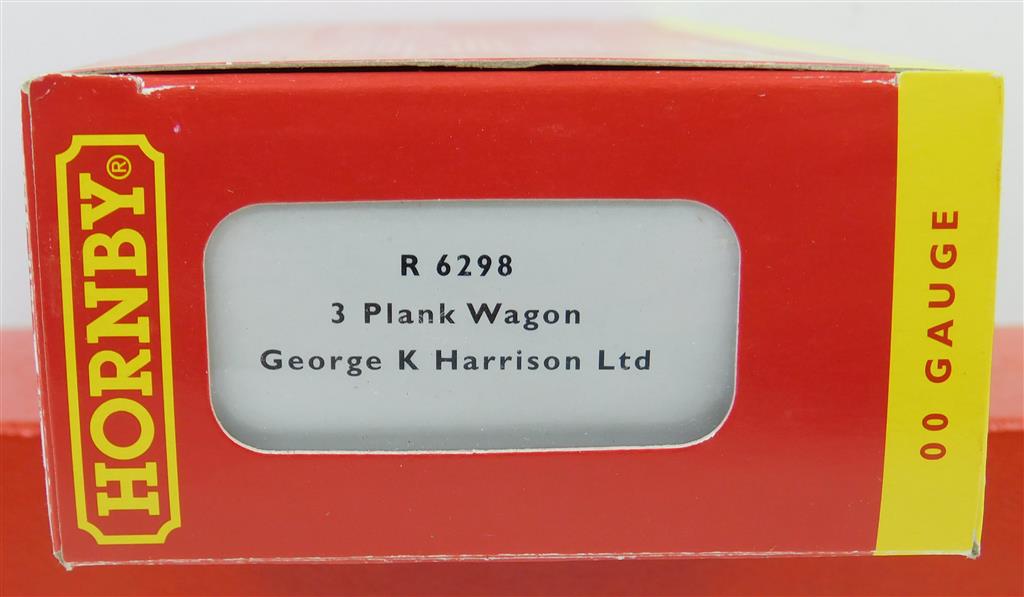 HORNBY®
R 6298
3 Plank Wagon
George K Harrison Ltd
00 GAUGE